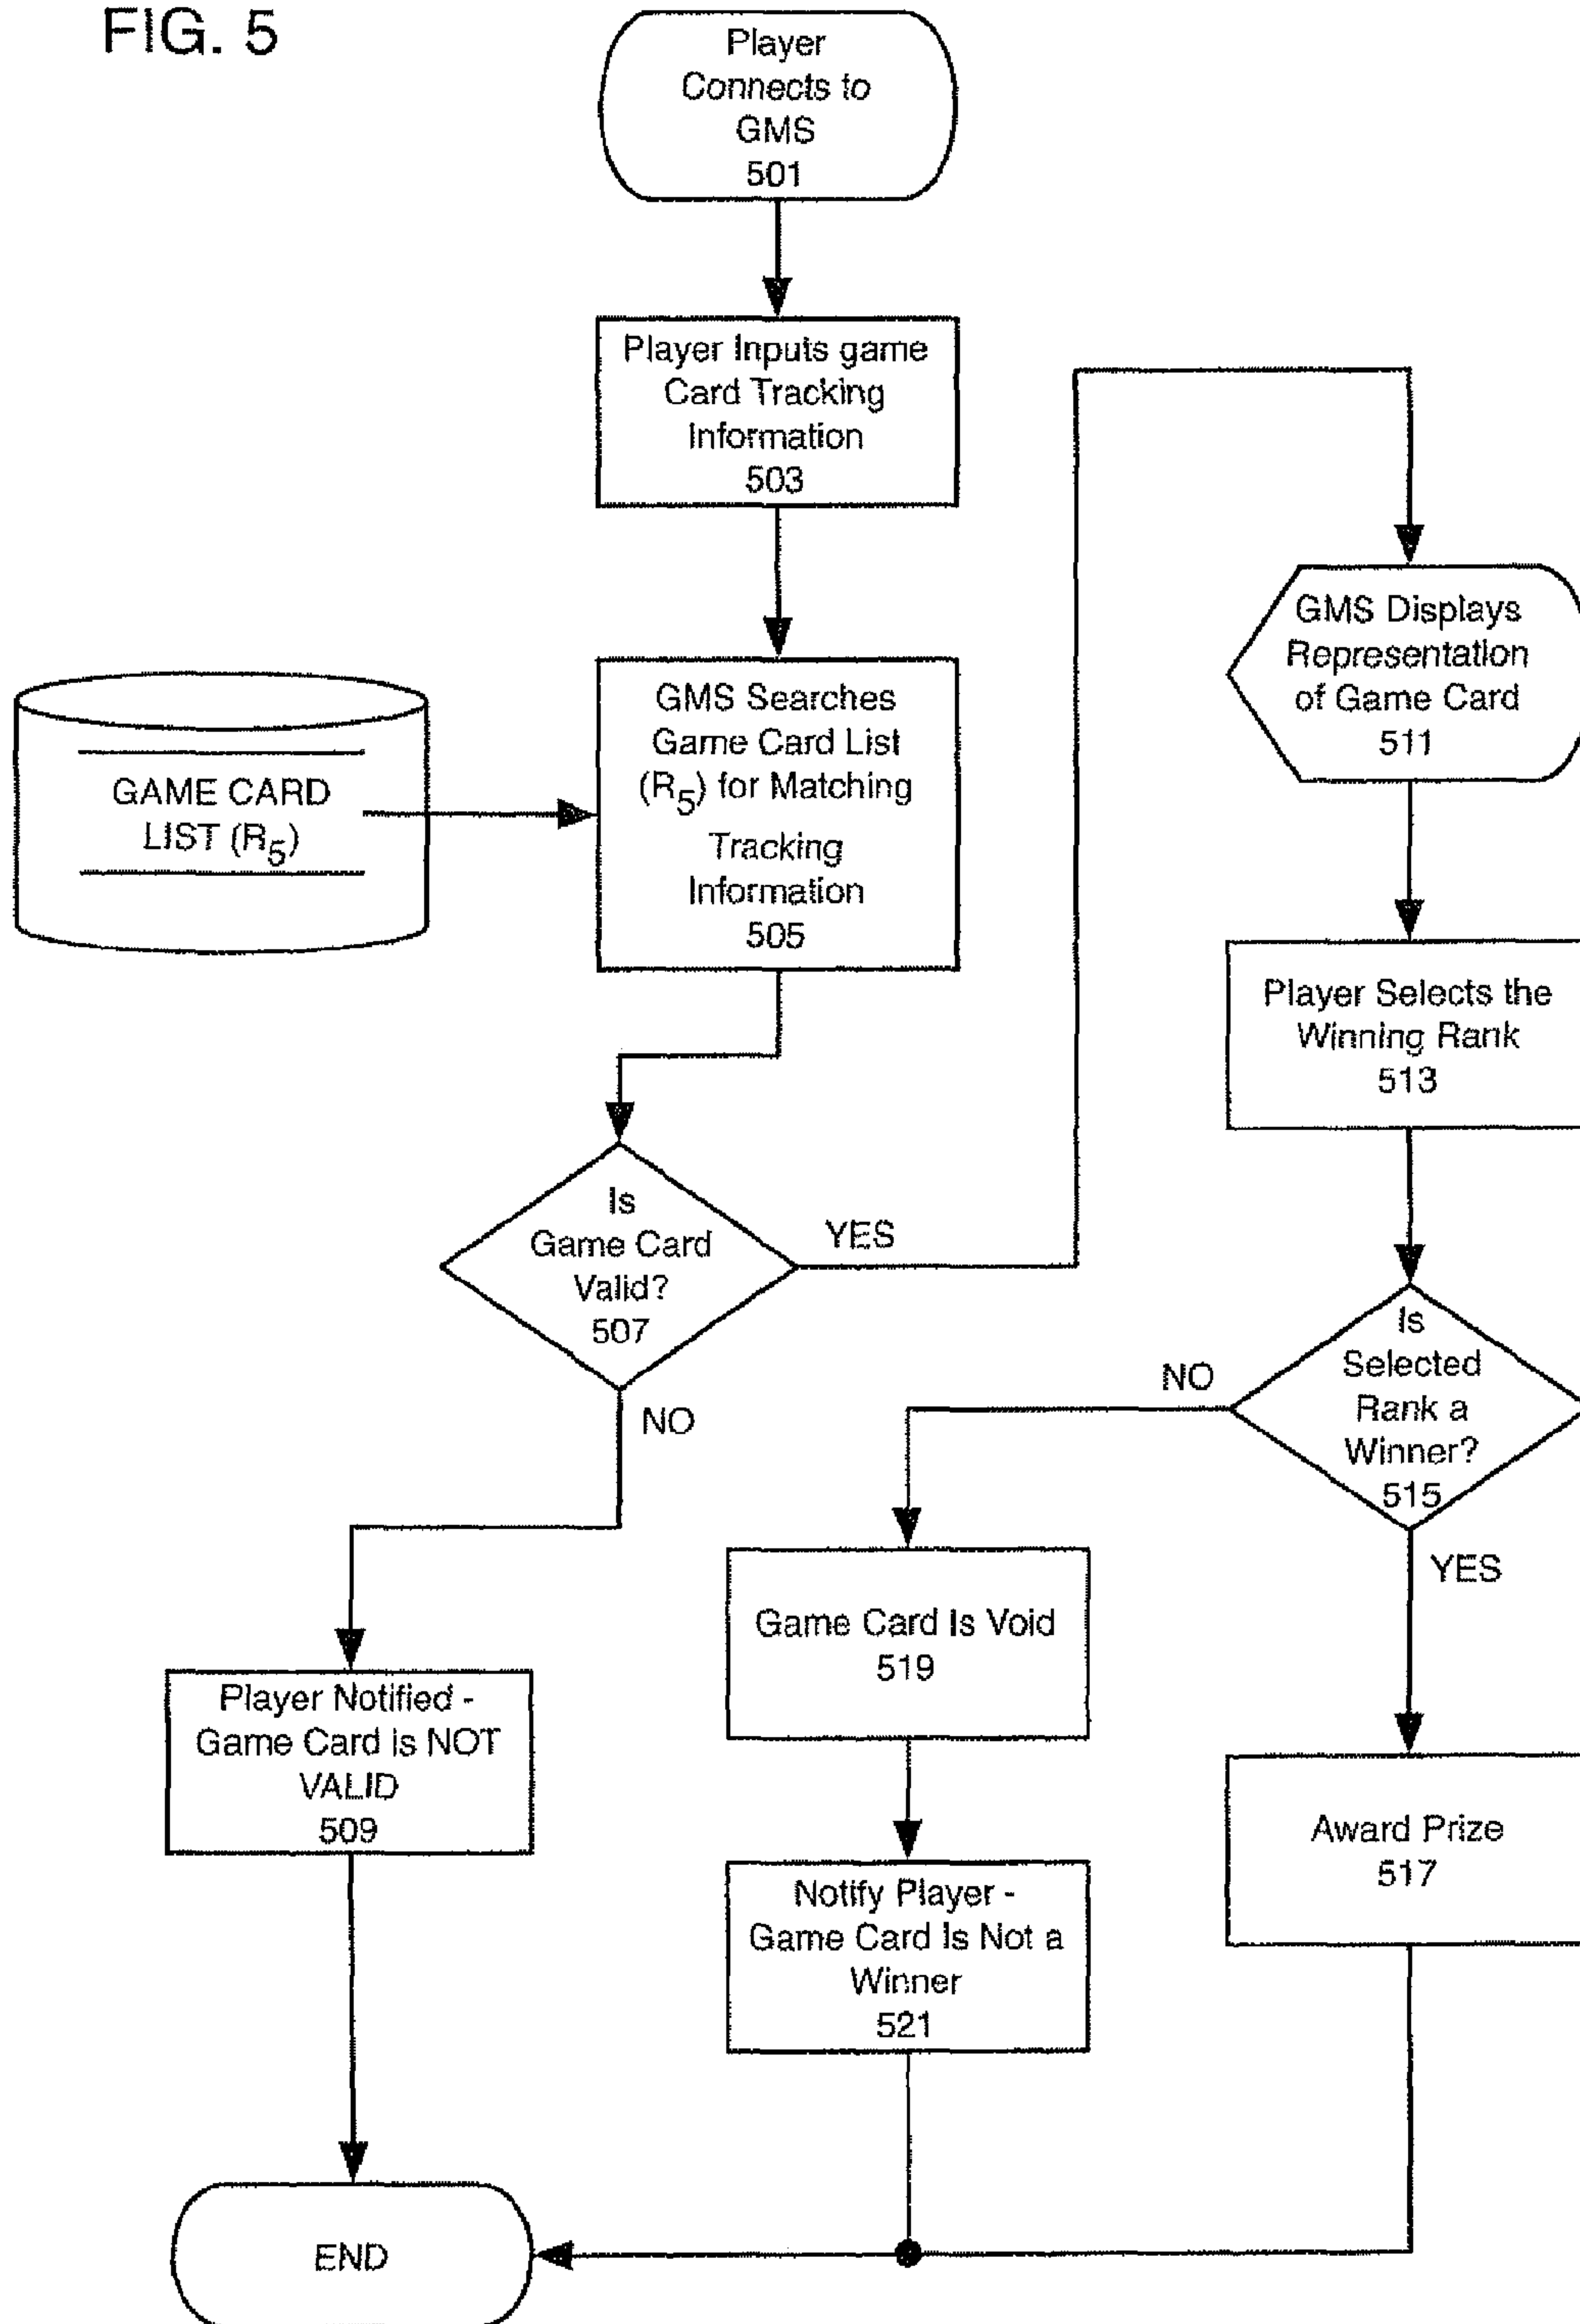 FIG. 5
Player
Connects to
GMS
501
Player Inputs game
Card Tracking
Information
503
GAME CARD
LIST (R5)
GMS Searches
Game Card List
(R5) for Matching
Tracking
Information
505
Is
Game Card
Valid?
507
YES
NO
Player Notified -
Game Card is NOT
VALID
509
GMS Displays
Representation
of Game Card
511
Player Selects the
Winning Rank
513
Is
Selected
Rank a
Winner?
515
NO
YES
Game Card Is Void
519
Notify Player -
Game Card Is Not a
Winner
521
Award Prize
517
END